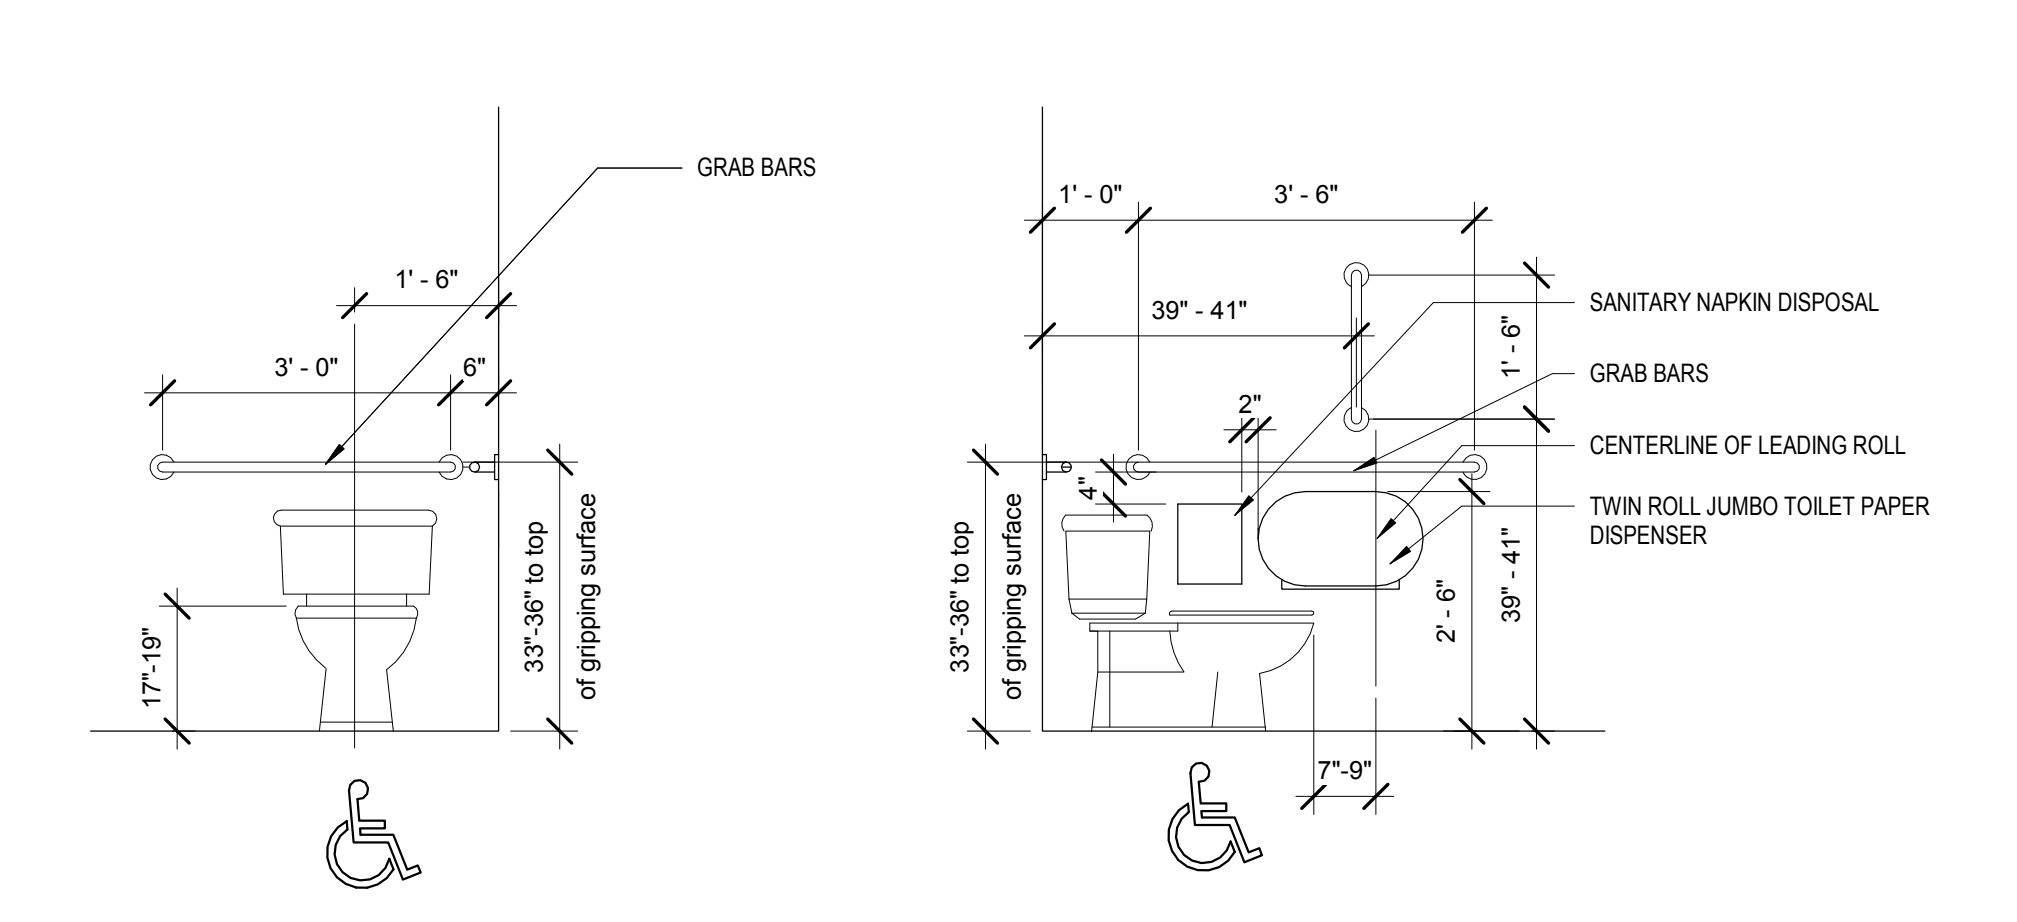 GRAB BARS
1' - 6"
3' - 0"
6"
17"-19"
33"-36" to top
of gripping surface
1' - 0"
3' - 6"
39" - 41"
2"
4"
33"-36" to top
of gripping surface
1' - 6"
39" - 41"
2' - 6"
7"-9"
SANITARY NAPKIN DISPOSAL
GRAB BARS
CENTERLINE OF LEADING ROLL
TWIN ROLL JUMBO TOILET PAPER
DISPENSER